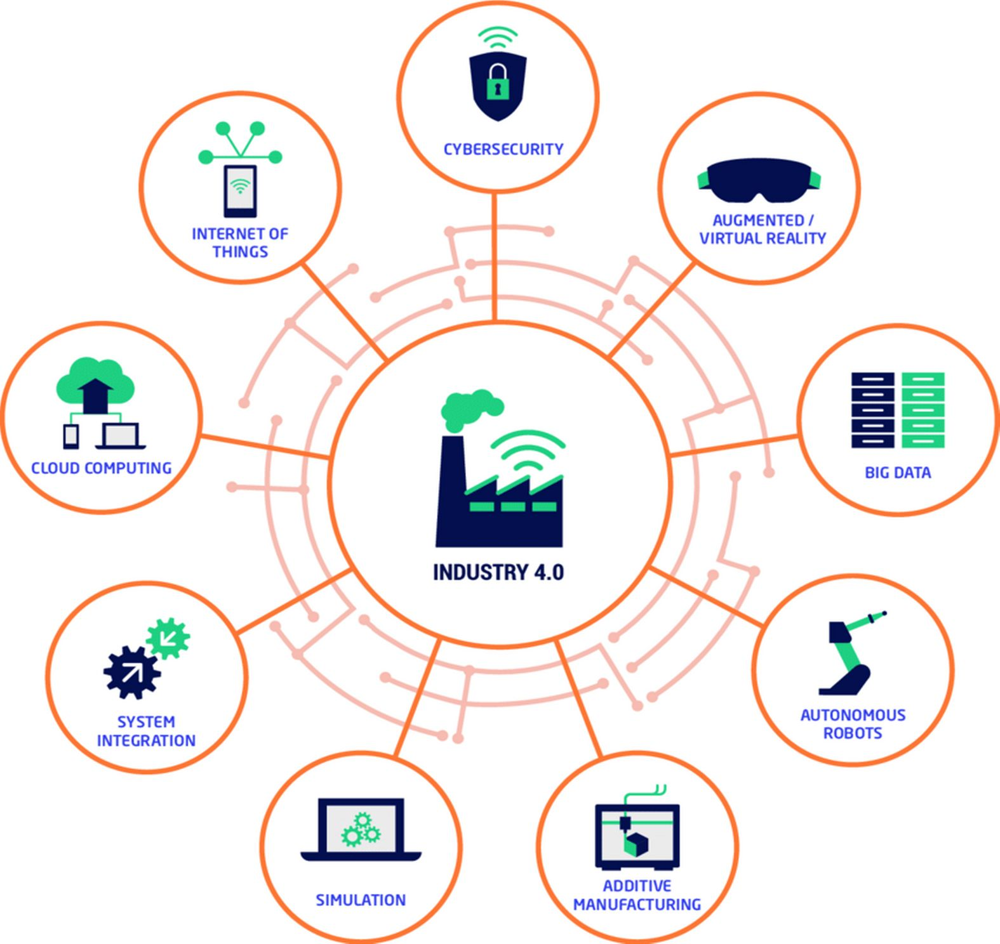 CYBERSECURITY
INTERNET OF
THINGS
AUGMENTED /
VIRTUAL REALITY
CLOUD COMPUTING
BIG DATA
INDUSTRY 4.0
SYSTEM
INTEGRATION
AUTONOMOUS
ROBOTS
SIMULATION
ADDITIVE
MANUFACTURING